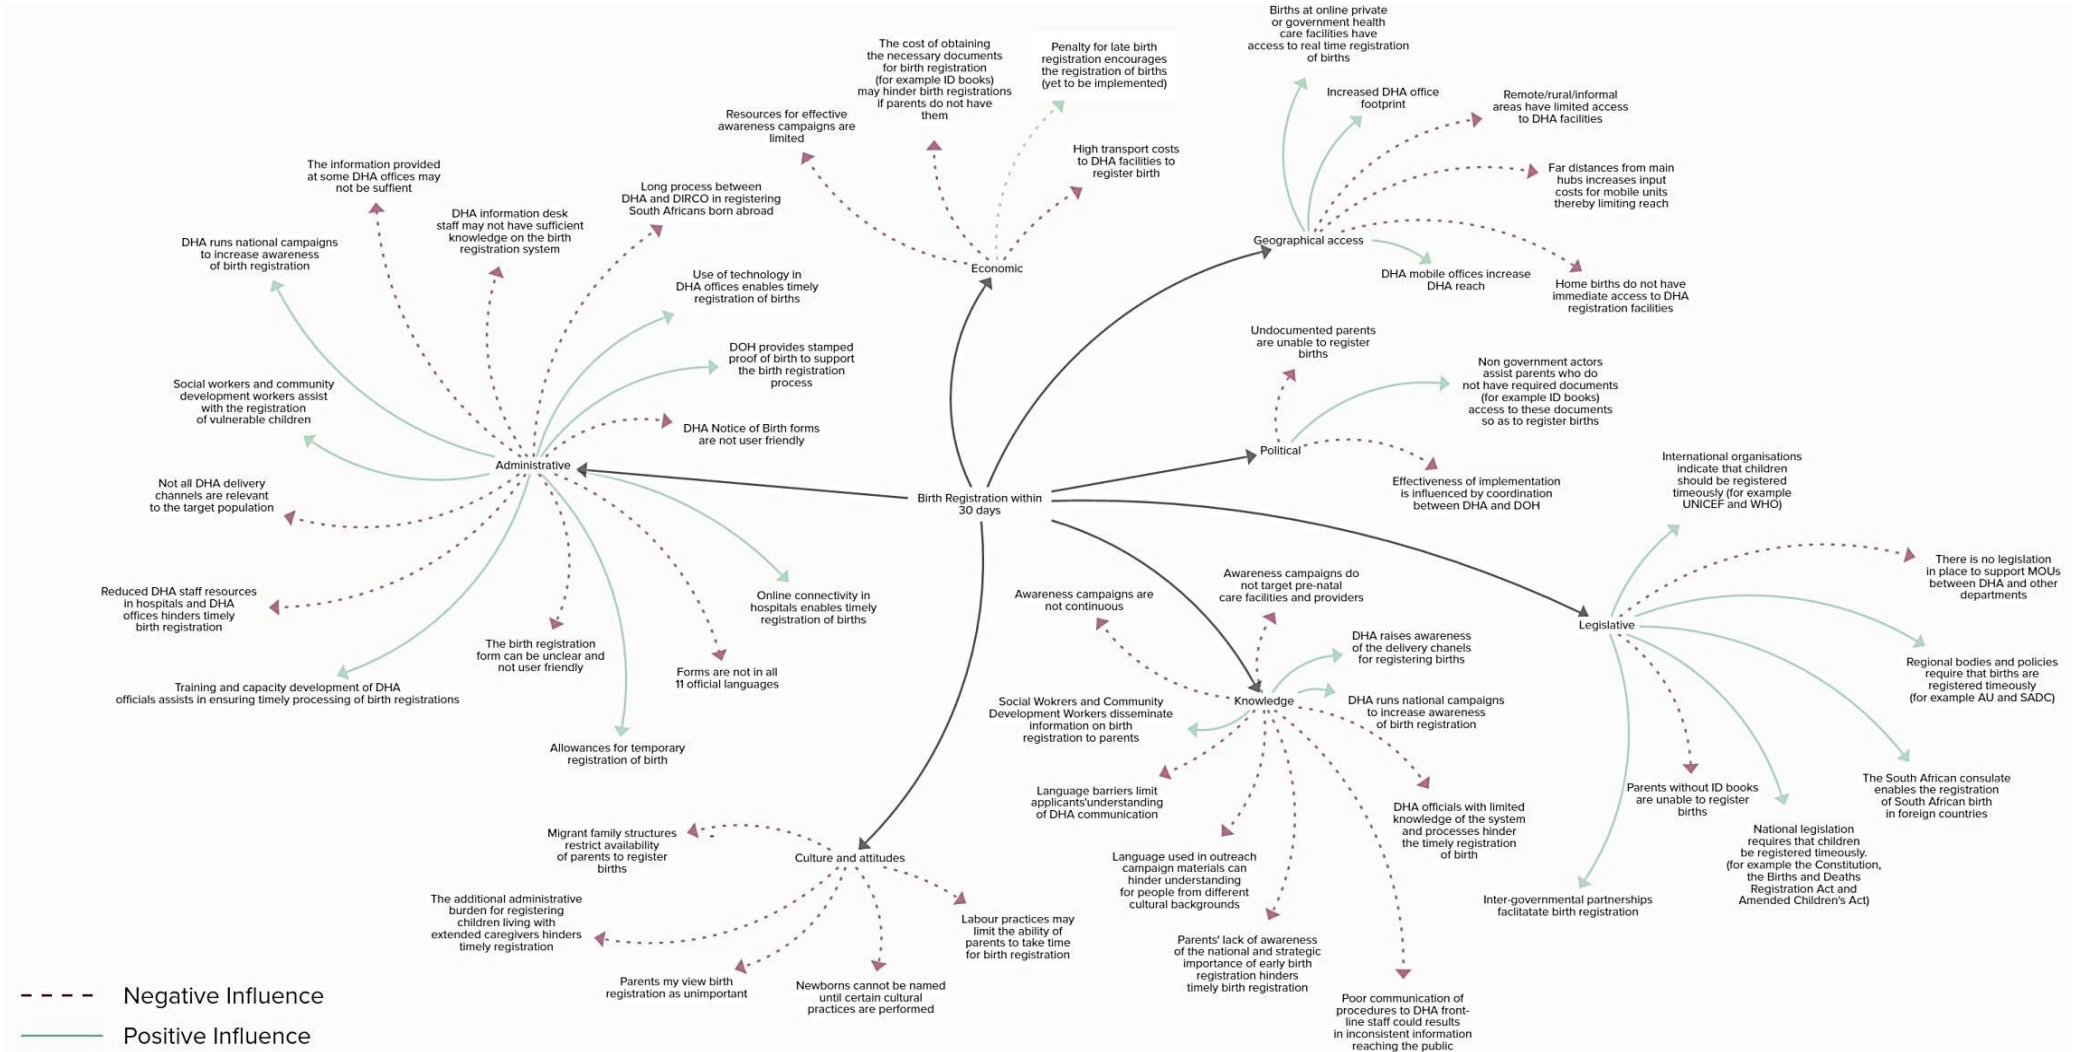 Births at online private
or government health
care facilities have
access to real time registration
of births
The cost of obtaining
the necessary documents
for birth registration
(for example ID books)
may hinder birth registrations
if parents do not have
them
Penalty for late birth
registration encourages
the registration of births
(yet to be implemented)
Resources for effective
awareness campaigns are
limited
High transport costs
to DHA facilities to
register birth
Increased DHA office
footprint
Remote/rural/informal
areas have limited access
to DHA facilities
Far distances from main
hubs increases input
costs for mobile units
thereby limiting reach
Geographical access
DHA mobile offices increase
DHA reach
Home births do not have
immediate access to DHA
registration facilities
Economic
The information provided
at some DHA offices may
not be suffient
DHA information desk
staff may not have sufficient
knowledge on the birth
registration system
Long process between
DHA and DIRCO in registering
South Africans born abroad
DHA runs national campaigns
to increase awareness
of birth registration
Use of technology in
DHA offices enables timely
registration of births
DOH provides stamped
proof of birth to support
the birth registration
process
Social workers and community
development workers assist
with the registration
of vulnerable children
DHA Notice of Birth forms
are not user friendly
Administrative
Not all DHA delivery
channels are relevant
to the target population
Reduced DHA staff resources
in hospitals and DHA
offices hinders timely
birth registration
Training and capacity development of DHA
officials assists in ensuring timely processing of birth registrations
The birth registration
form can be unclear and
not user friendly
Allowances for temporary
registration of birth
Forms are not in all
11 official languages
Online connectivity in
hospitals enables timely
registration of births
Birth Registration within
30 days
Undocumented parents
are unable to register
births
Non government actors
assist parents who do
not have required documents
(for example ID books)
access to these documents
so as to register births
Political
Effectiveness of implementation
is influenced by coordination
between DHA and DOH
International organisations
indicate that children
should be registered
timeously (for example
UNICEF and WHO)
There is no legislation
in place to support MOUs
between DHA and other
departments
Legislative
Regional bodies and policies
require that births are
registered timeously
(for example AU and SADC)
The South African consulate
enables the registration
of South African birth
in foreign countries
Parents without ID books
are unable to register
births
National legislation
requires that children
be registered timeously.
(for example the Constitution,
the Births and Deaths
Registration Act and
Amended Children's Act)
Inter-governmental partnerships
faclitatate birth registration
Awareness campaigns are
not continuous
Awareness campaigns do
not target pre-natal
care facilities and providers
DHA raises awareness
of the delivery chanels
for registering births
Knowledge
DHA runs national campaigns
to increase awareness
of birth registration
Social Wokrers and Community
Development Workers disseminate
information on birth
registration to parents
Language barriers limit
applicants'understanding
of DHA communication
DHA officials with limited
knowledge of the system
and processes hinder
the timely registration
of birth
Language used in outreach
campaign materials can
hinder understanding
for people from different
cultural backgrounds
Parents' lack of awareness
of the national and strategic
importance of early birth
registration hinders
timely birth registration
Poor communication of
procedures to DHA front-
line staff could results
in inconsistent information
reaching the public
Migrant family structures
restrict availability
of parents to register
births
Culture and attitudes
The additional administrative
burden for registering
children living with
extended caregivers hinders
timely registration
Parents my view birth
registration as unimportant
Newborns cannot be named
until certain cultural
practices are performed
Labour practices may
limit the ability of
parents to take time
for birth registration
Negative Influence
Positive Influence